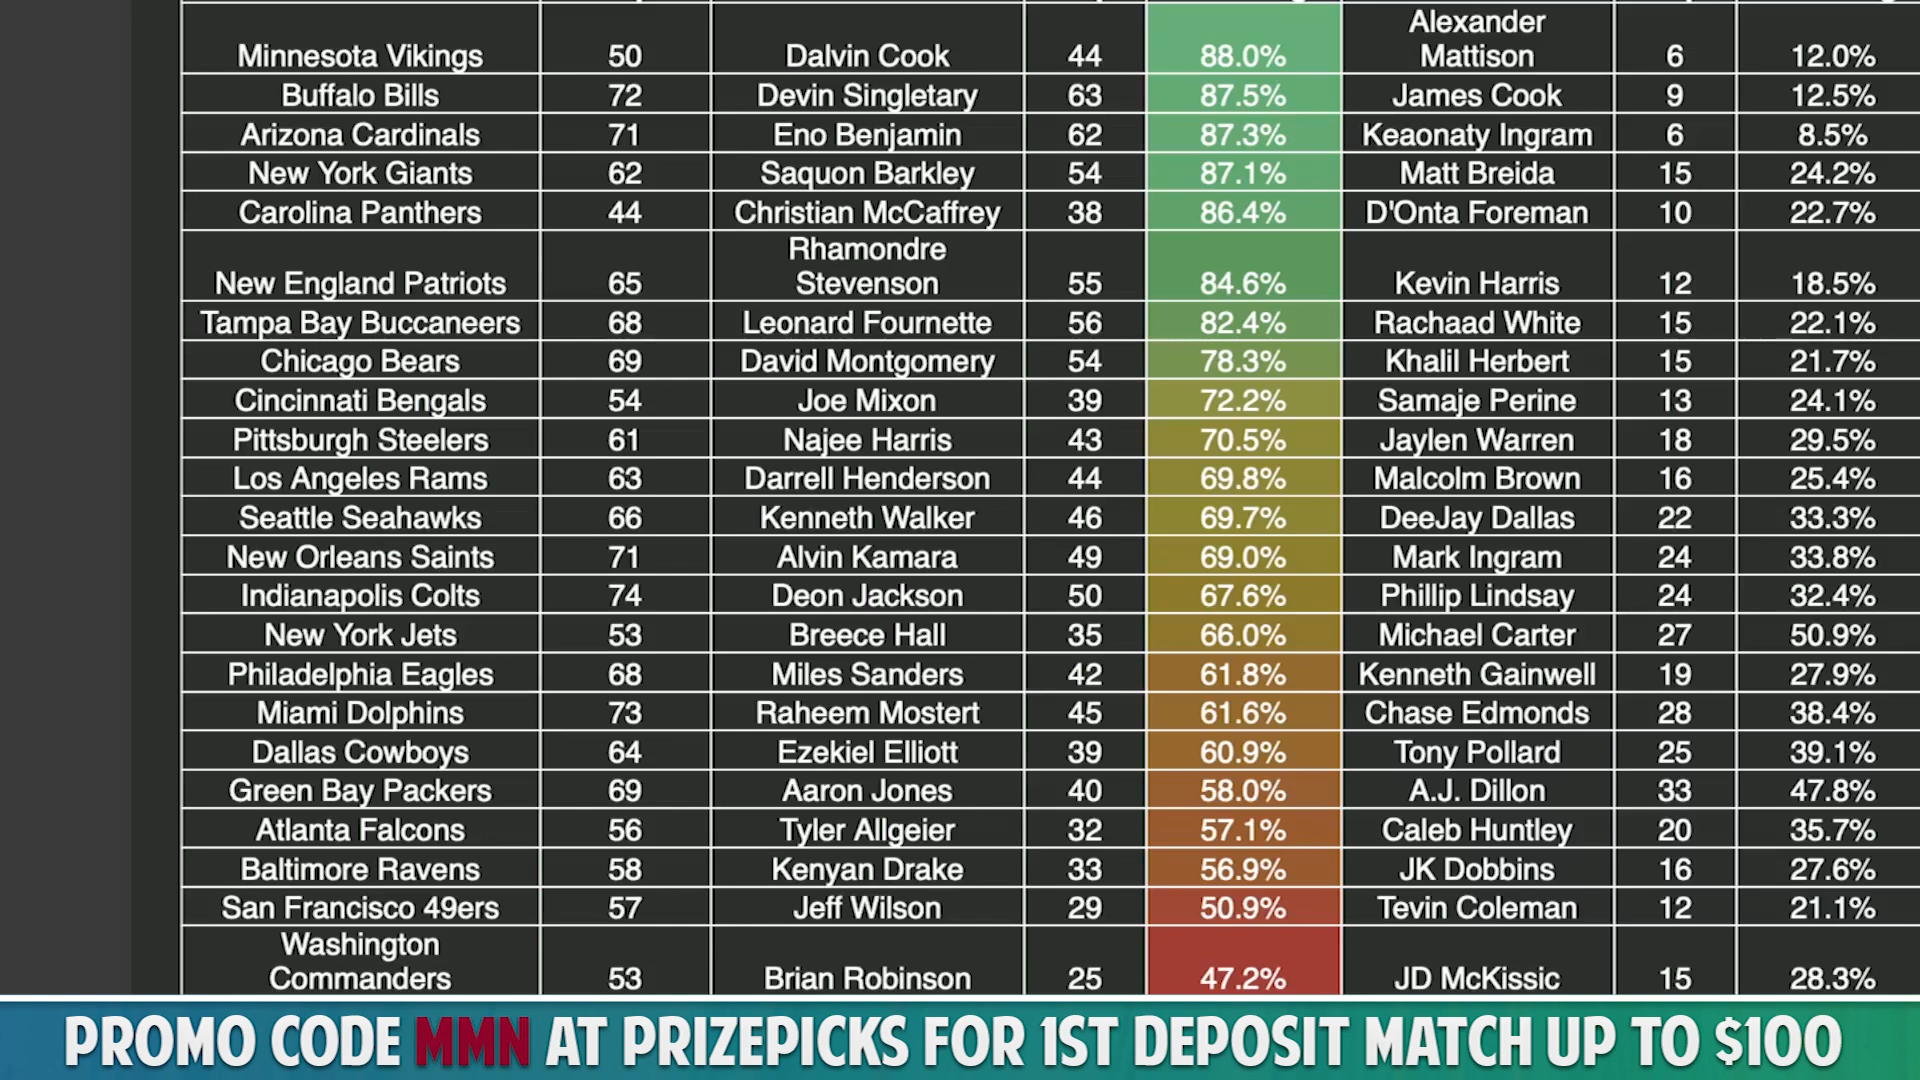 Minnesota Vikings 50 Dalvin Cook 44 88.0% Alexander Mattison 6 12.0%
Buffalo Bills 72 Devin Singletary 63 87.5% James Cook 9 12.5%
Arizona Cardinals 71 Eno Benjamin 62 87.3% Keaonaty Ingram 6 8.5%
New York Giants 62 Saquon Barkley 54 87.1% Matt Breida 15 24.2%
Carolina Panthers 44 Christian McCaffrey 38 86.4% D'Onta Foreman 10 22.7%
New England Patriots 65 Rhamondre Stevenson 55 84.6% Kevin Harris 12 18.5%
Tampa Bay Buccaneers 68 Leonard Fournette 56 82.4% Rachaad White 15 22.1%
Chicago Bears 69 David Montgomery 54 78.3% Khalil Herbert 15 21.7%
Cincinnati Bengals 54 Joe Mixon 39 72.2% Samaje Perine 13 24.1%
Pittsburgh Steelers 61 Najee Harris 43 70.5% Jaylen Warren 18 29.5%
Los Angeles Rams 63 Darrell Henderson 44 69.8% Malcolm Brown 16 25.4%
Seattle Seahawks 66 Kenneth Walker 46 69.7% DeeJay Dallas 22 33.3%
New Orleans Saints 71 Alvin Kamara 49 69.0% Mark Ingram 24 33.8%
Indianapolis Colts 74 Deon Jackson 50 67.6% Phillip Lindsay 24 32.4%
New York Jets 53 Breece Hall 35 66.0% Michael Carter 27 50.9%
Philadelphia Eagles 68 Miles Sanders 42 61.8% Kenneth Gainwell 19 27.9%
Miami Dolphins 73 Raheem Mostert 45 61.6% Chase Edmonds 28 38.4%
Dallas Cowboys 64 Ezekiel Elliott 39 60.9% Tony Pollard 25 39.1%
Green Bay Packers 69 Aaron Jones 40 58.0% A.J. Dillon 33 47.8%
Atlanta Falcons 56 Tyler Allgeier 32 57.1% Caleb Huntley 20 35.7%
Baltimore Ravens 58 Kenyan Drake 33 56.9% JK Dobbins 16 27.6%
San Francisco 49ers 57 Jeff Wilson 29 50.9% Tevin Coleman 12 21.1%
Washington Commanders 53 Brian Robinson 25 47.2% JD McKissic 15 28.3%
PROMO CODE MMN AT PRIZEPICKS FOR 1ST DEPOSIT MATCH UP TO $100